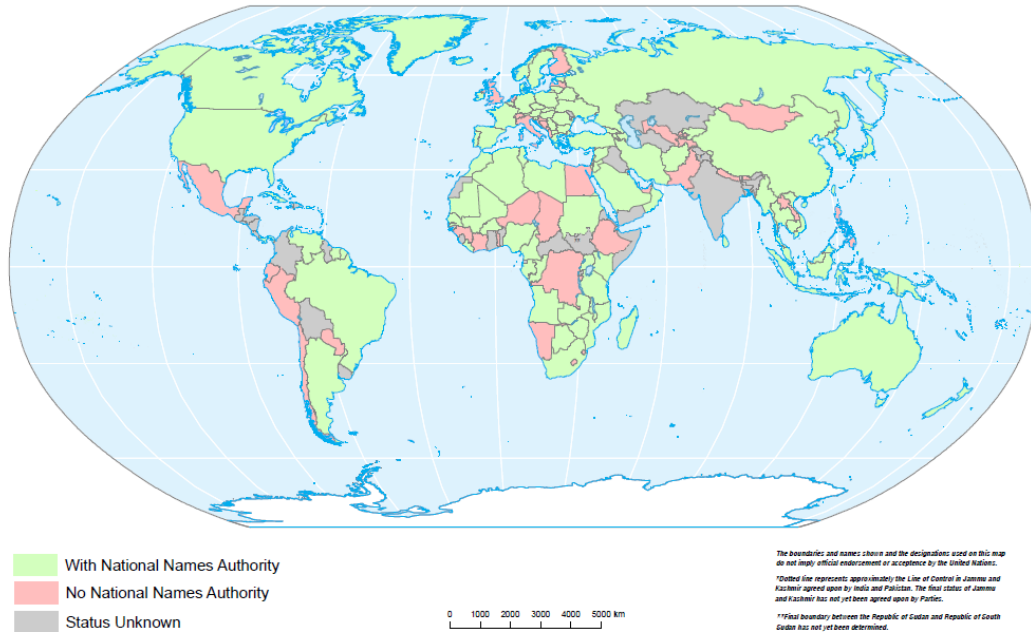 With National Names Authority
No National Names Authority
Status Unknown
0 1000 2000 3000 4000 5000 km
The boundaries and names shown and the designations used on this map
do not imply official endorsement or acceptance by the United Nations.
*Dotted line represents approximately the Line of Control in Jammu and
Kashmir agreed upon by India and Pakistan. The final status of Jammu
and Kashmir has not yet been agreed upon by Parties.
**Final boundary between the Republic of Sudan and Republic of South
Sudan has not yet been determined.